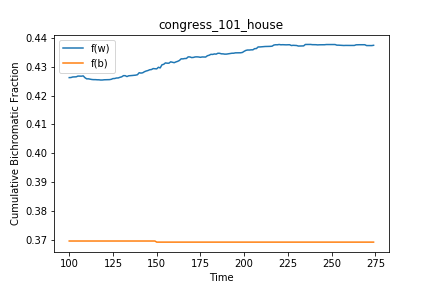 congress_101_house
f(w)
f(b)
Cumulative Bichromatic Fraction
0.44
0.43
0.42
0.41
0.40
0.39
0.38
0.37
100 125 150 175 200 225 250 275
Time